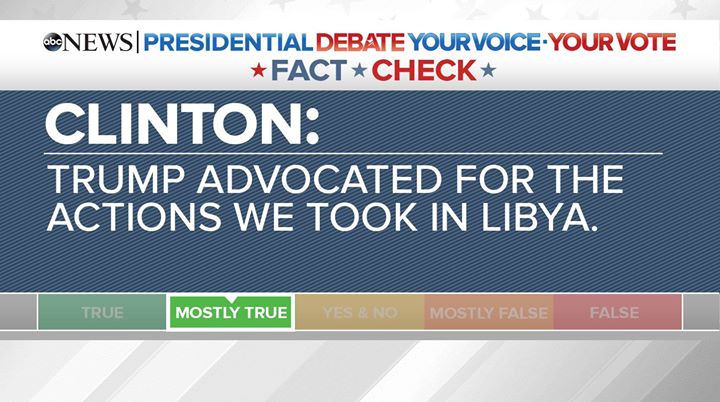 abc NEWS | PRESIDENTIAL DEBATE YOUR VOICE · YOUR VOTE
★ FACT ★ CHECK ★
CLINTON:
TRUMP ADVOCATED FOR THE
ACTIONS WE TOOK IN LIBYA.
TRUE MOSTLY TRUE YES & NO MOSTLY FALSE FALSE